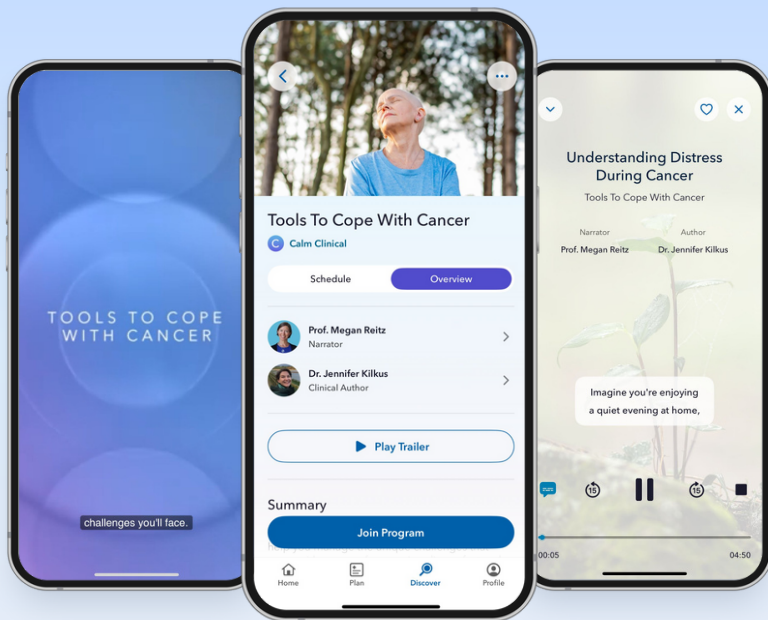 TOOLS TO COPE
WITH CANCER
challenges you'll face.
Tools To Cope With Cancer
C Calm Clinical
Schedule
Overview
Prof. Megan Reitz
Narrator
Dr. Jennifer Kilkus
Clinical Author
Play Trailer
Summary
Join Program
Home
Plan
Discover
Profile
Understanding Distress
During Cancer
Tools To Cope With Cancer
Narrator
Author
Prof. Megan Reitz
Dr. Jennifer Kilkus
Imagine you're enjoying
a quiet evening at home,
15
15
00:05
04:50